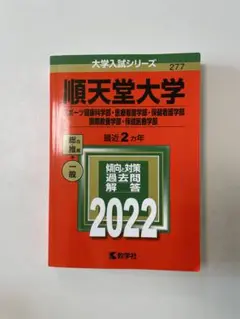 大学入試シリーズ
277
順天堂大学
スポーツ健康科学部・医療看護学部・保健看護学部
国際教養学部・保健医療学部
最近2カ年
一般
傾向と対策
過去問
解答
2022
教学社